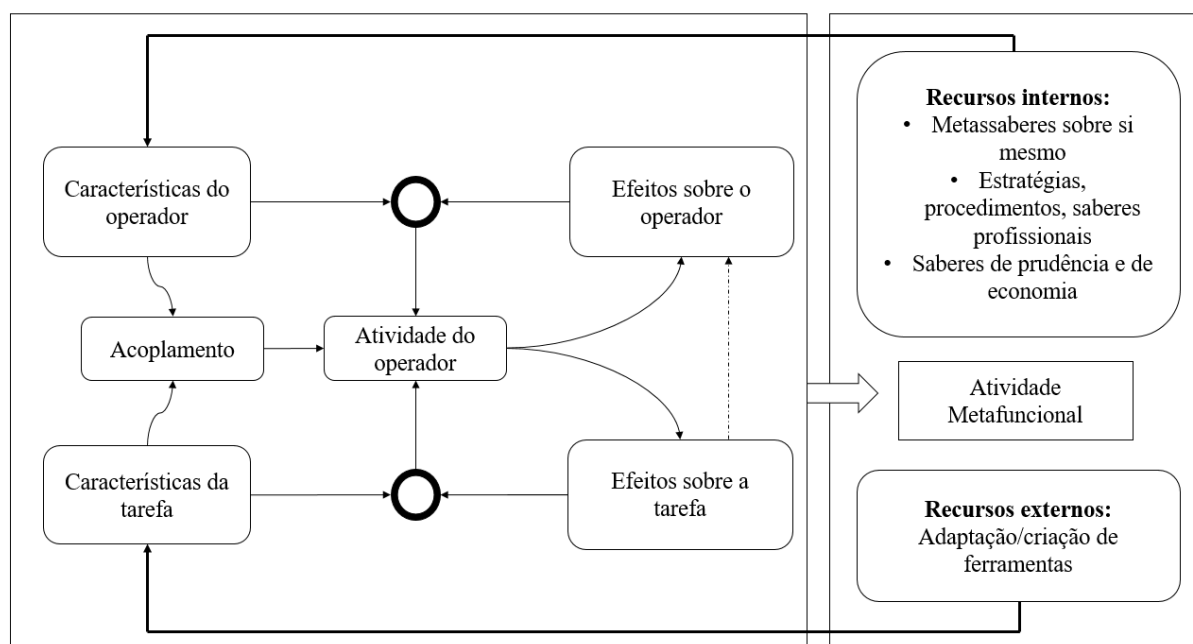 Características do
operador
Efeitos sobre o
operador
Acoplamento
Atividade do
operador
Características da
tarefa
Efeitos sobre a
tarefa
Recursos internos:
• Metassaberes sobre si
mesmo
• Estratégias,
procedimentos, saberes
profissionais
• Saberes de prudência e de
economia
Atividade
Metafuncional
Recursos externos:
Adaptação/criação de
ferramentas